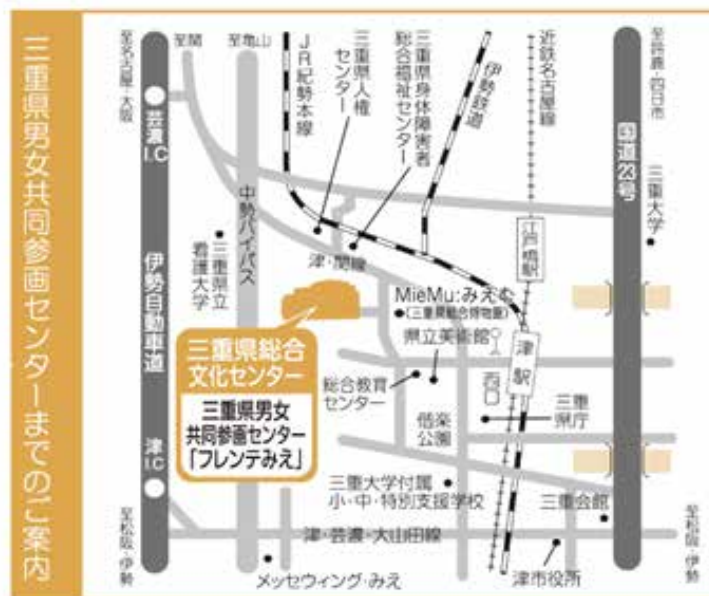 三重県男女共同参画センターまでのご案内
至名古屋・大阪
至関
至亀山
JR紀勢本線
三重県人権
センター
三重県身体障害者
総合福祉センター
伊勢鉄道
近鉄名古屋線
至鈴鹿・四日市
芸濃
I.C
中勢バイパス
国道23号
三重大学
三重県立
看護大学
津・関線
江戸橋駅
伊勢自動車道
MieMu:みえむ
(三重県総合博物館)
県立美術館
三重県総合
文化センター
三重県男女
共同参画センター
「フレンテみえ」
総合教育
センター
津駅
西口
偕楽
公園
三重
県庁
津
I.C
三重大学付属
小・中・特別支援学校
三重会館
至松阪・伊勢
津・芸濃・大山田線
至松阪・伊勢
メッセウィング・みえ
津市役所